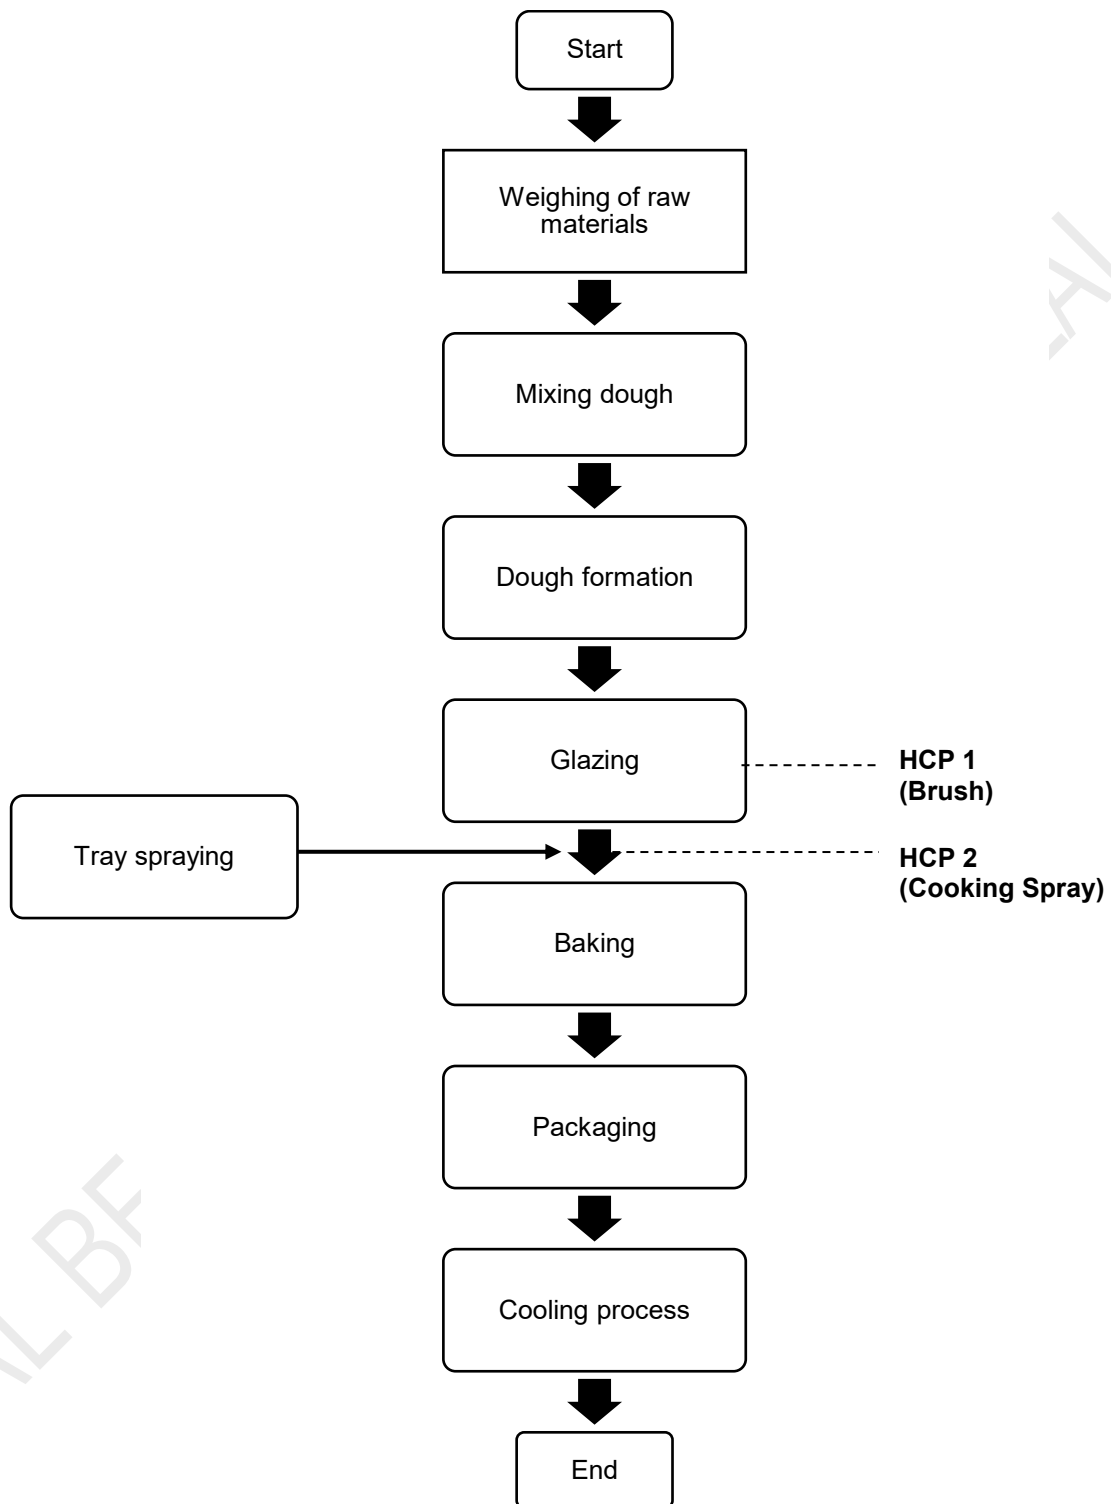 Start
Weighing of raw
materials
Mixing dough
Dough formation
Glazing
HCP 1
(Brush)
Tray spraying
HCP 2
(Cooking Spray)
Baking
Packaging
Cooling process
End